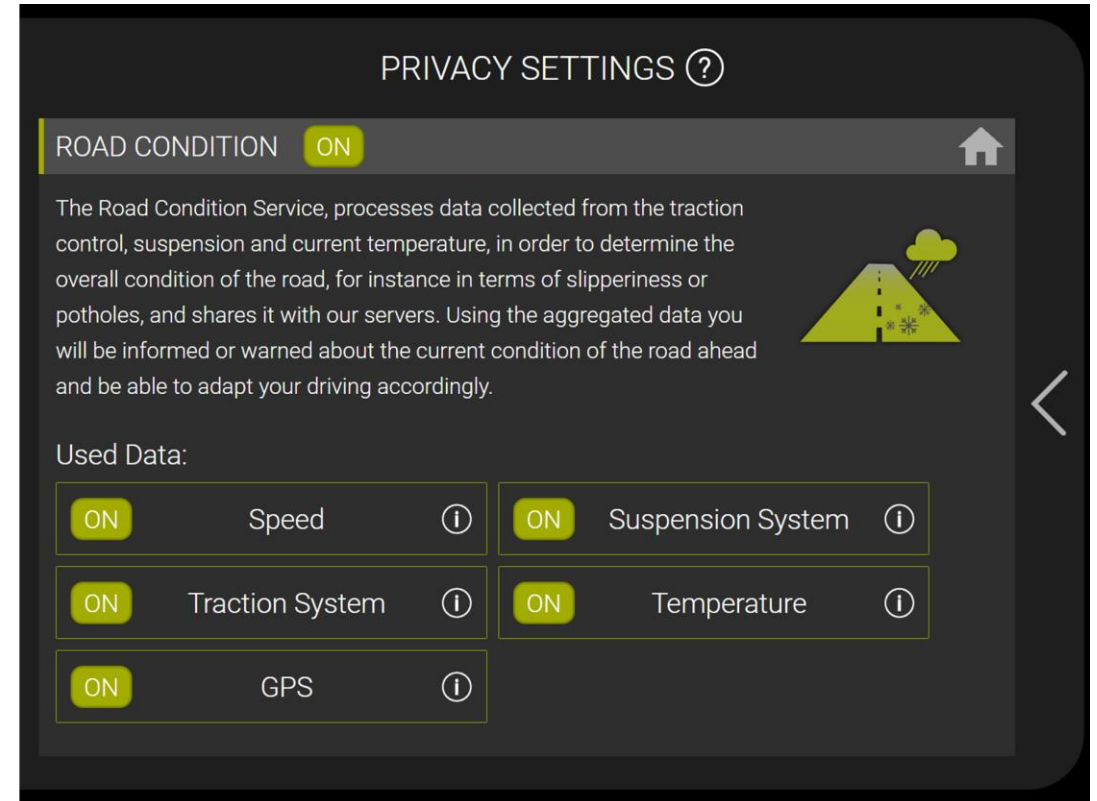 PRIVACY SETTINGS ?
ROAD CONDITION ON
The Road Condition Service, processes data collected from the traction
control, suspension and current temperature, in order to determine the
overall condition of the road, for instance in terms of slipperiness or
potholes, and shares it with our servers. Using the aggregated data you
will be informed or warned about the current condition of the road ahead
and be able to adapt your driving accordingly.
Used Data:
ON Speed i
ON Suspension System i
ON Traction System i
ON Temperature i
ON GPS i